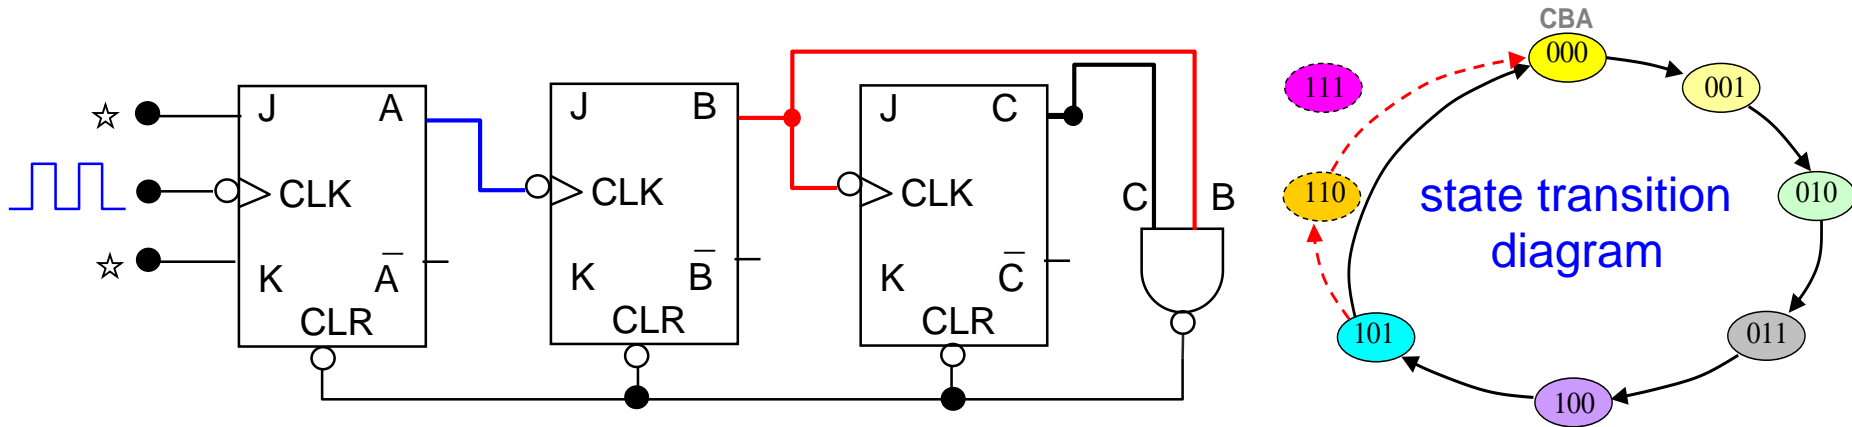 ☆ J A
CLK
☆ K A̅
CLR
J B
CLK
K B̅
CLR
J C
CLK
K C̅
CLR
C B
CBA
000
001
010
011
100
101
110
111
state transition
diagram